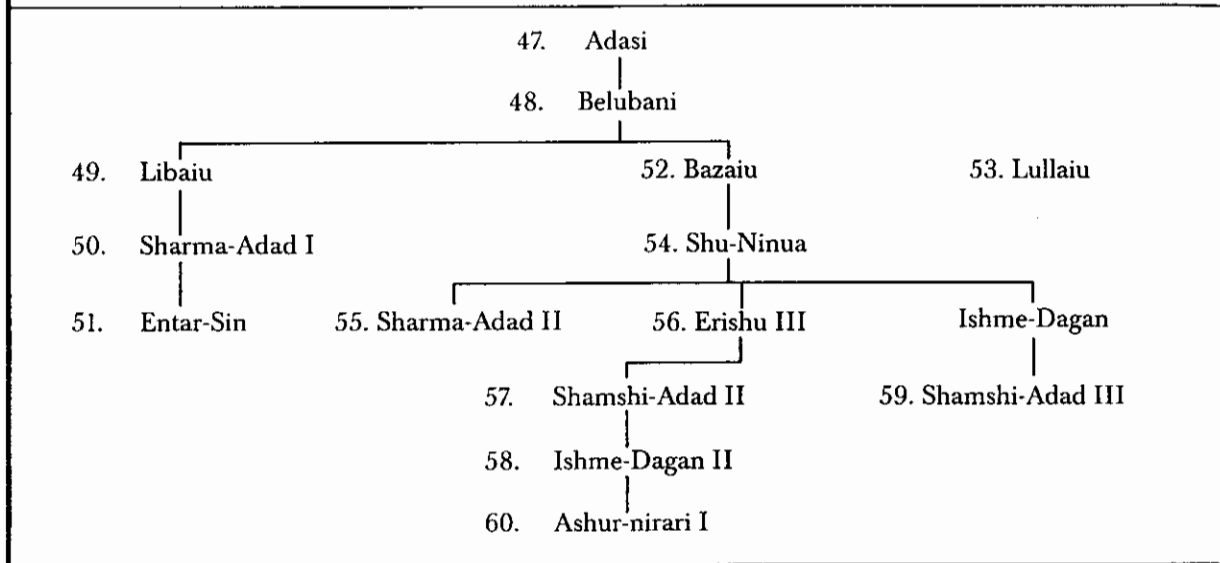 47. Adasi
48. Belubani
49. Libaiu 52. Bazaiu 53. Lullaiu
50. Sharma-Adad I 54. Shu-Ninua
51. Entar-Sin 55. Sharma-Adad II 56. Erishu III Ishme-Dagan
57. Shamshi-Adad II 59. Shamshi-Adad III
58. Ishme-Dagan II
60. Ashur-nirari I